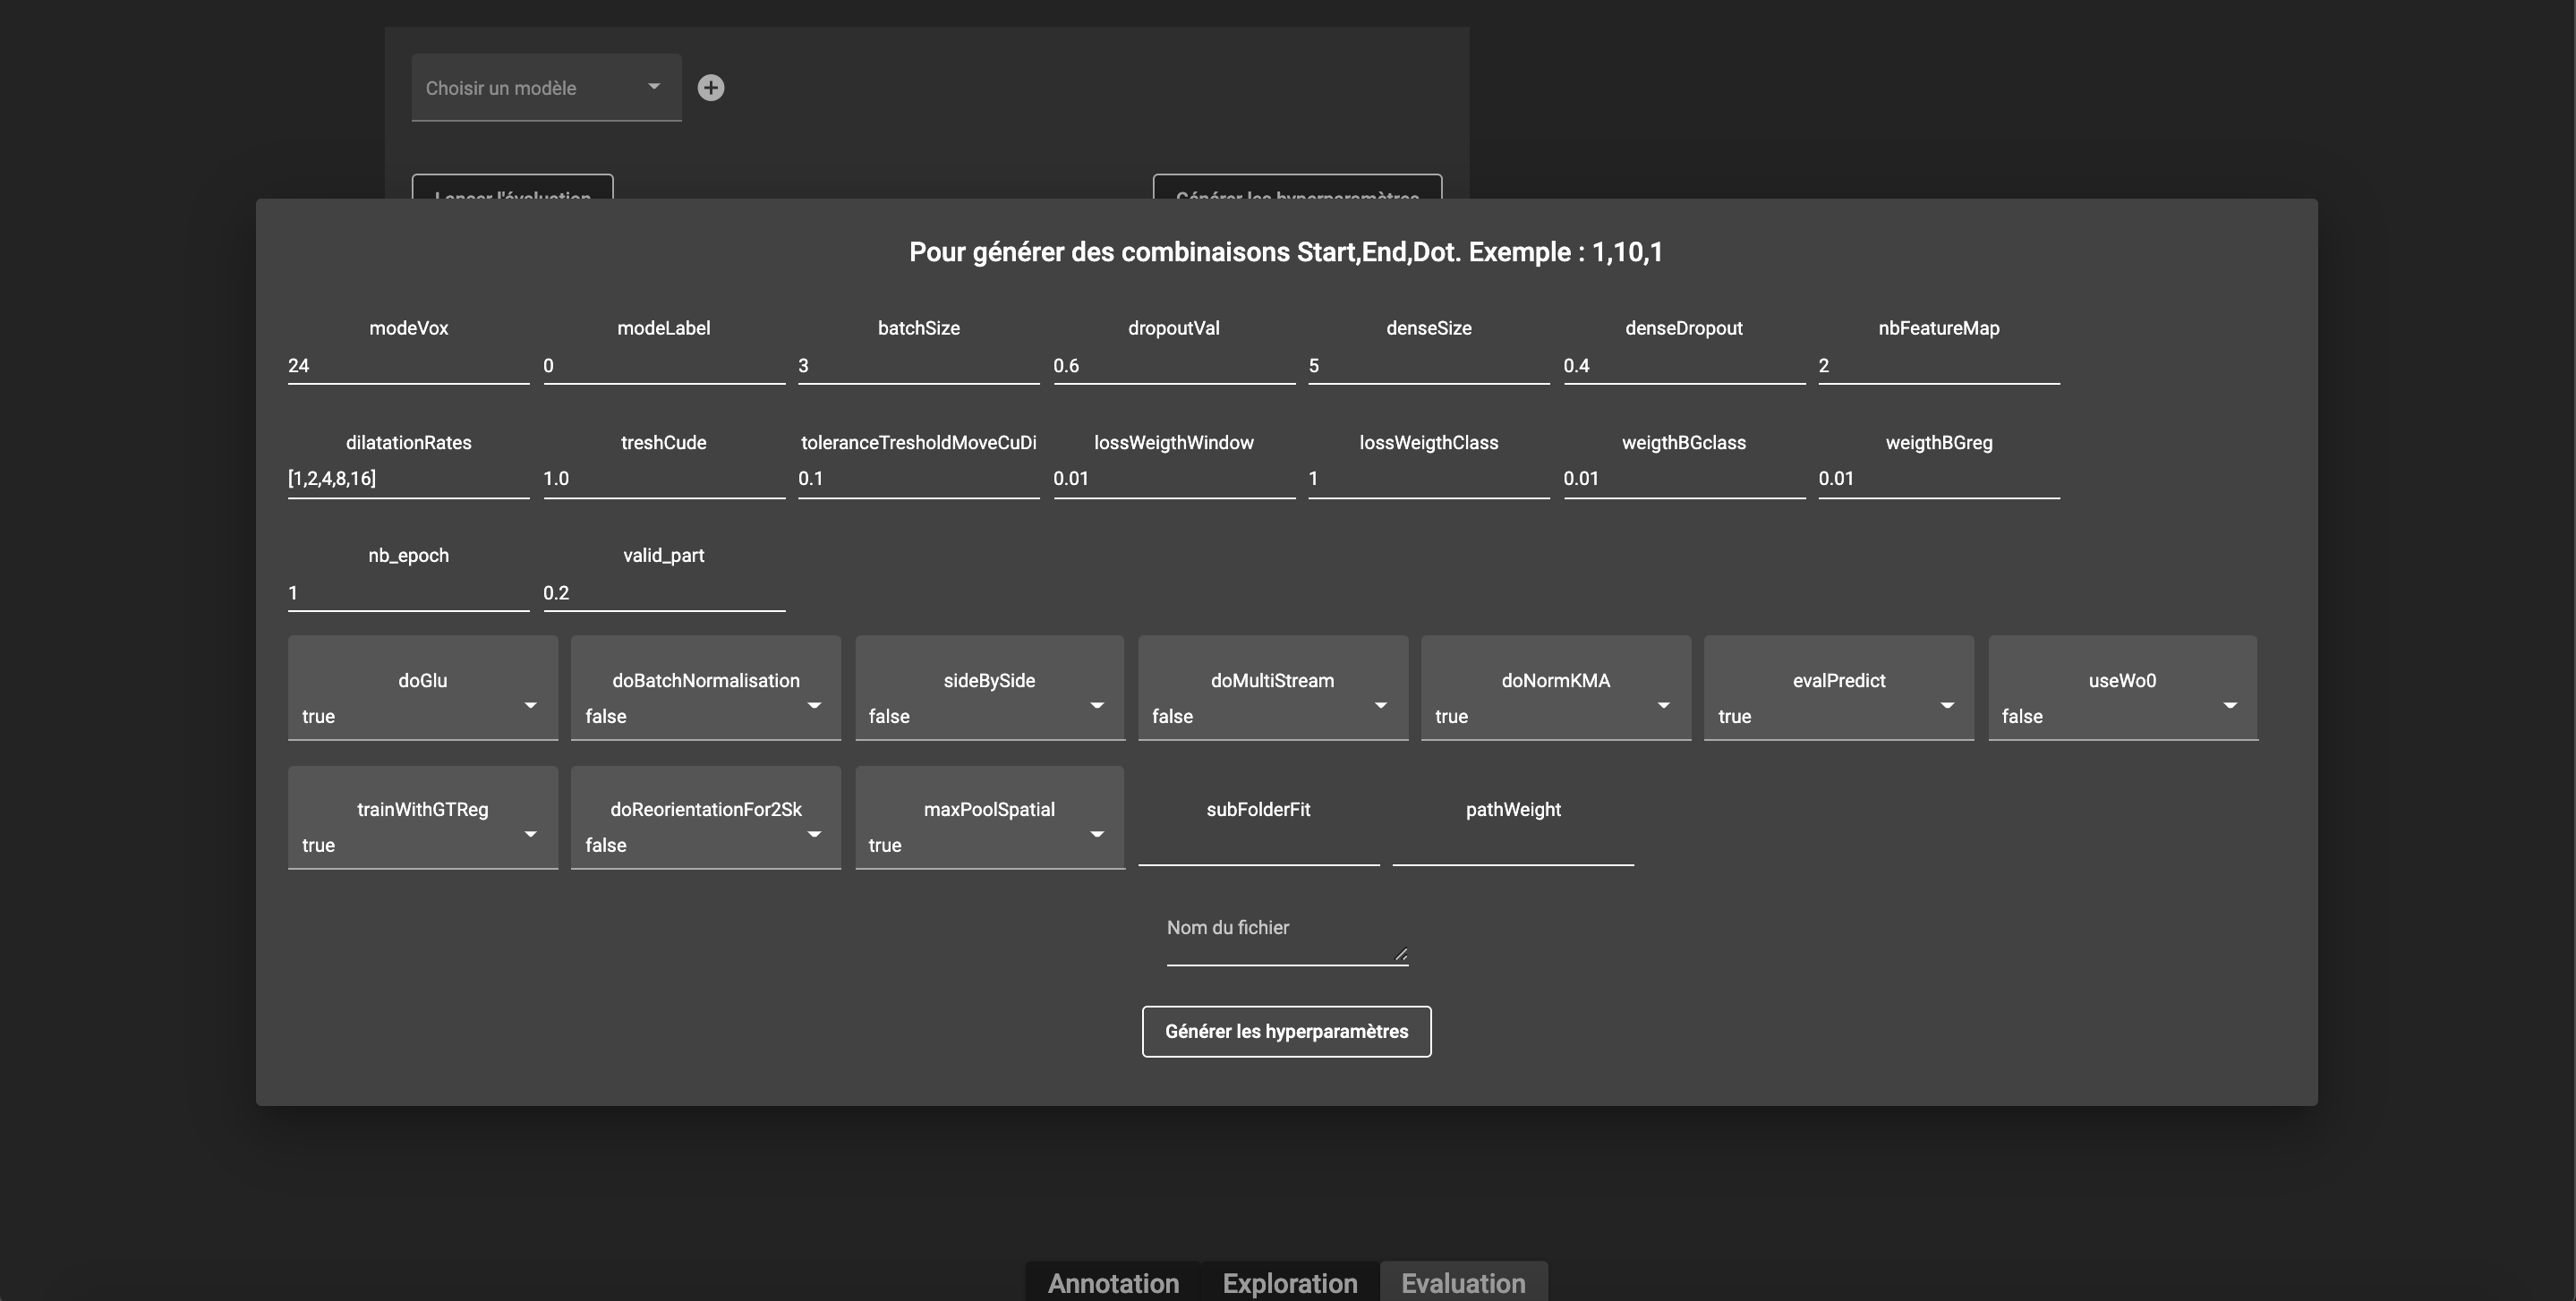 Choisir un modèle
Lancer l'évaluation Générer les hyperparamètres
Pour générer des combinaisons Start,End,Dot. Exemple : 1,10,1
modeVox modeLabel batchSize dropoutVal denseSize denseDropout nbFeatureMap
24 0 3 0.6 5 0.4 2
dilatationRates treshCude toleranceTresholdMoveCuDi lossWeigthWindow lossWeigthClass weigthBGclass weigthBGreg
[1,2,4,8,16] 1.0 0.1 0.01 1 0.01 0.01
nb_epoch valid_part
1 0.2
doGlu doBatchNormalisation sideBySide doMultiStream doNormKMA evalPredict useWo0
true false false false true true false
trainWithGTReg doReorientationFor2Sk maxPoolSpatial subFolderFit pathWeight
true false true
Nom du fichier
Générer les hyperparamètres
Annotation Exploration Evaluation